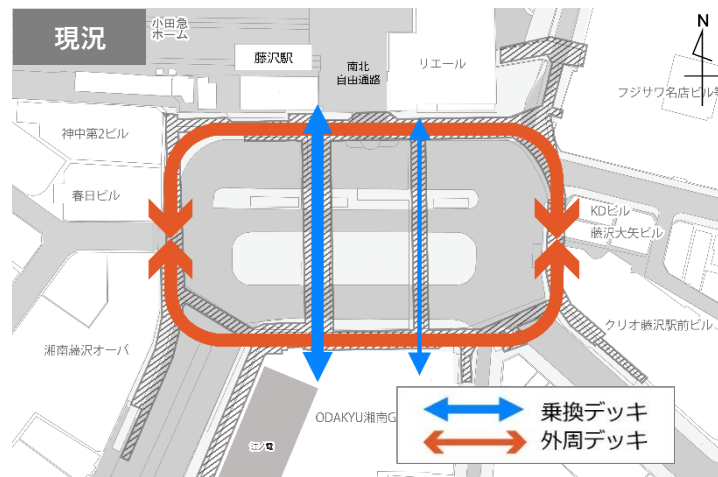 現況
小田急
ホーム
藤沢駅
南北
自由通路
リエール
N
フジサワ名店ビル
神中第2ビル
春日ビル
KDビル
藤沢大矢ビル
クリオ藤沢駅前ビル
湘南藤沢オーパ
ODAKYU湘南G
江ノ電
乗換デッキ
外周デッキ